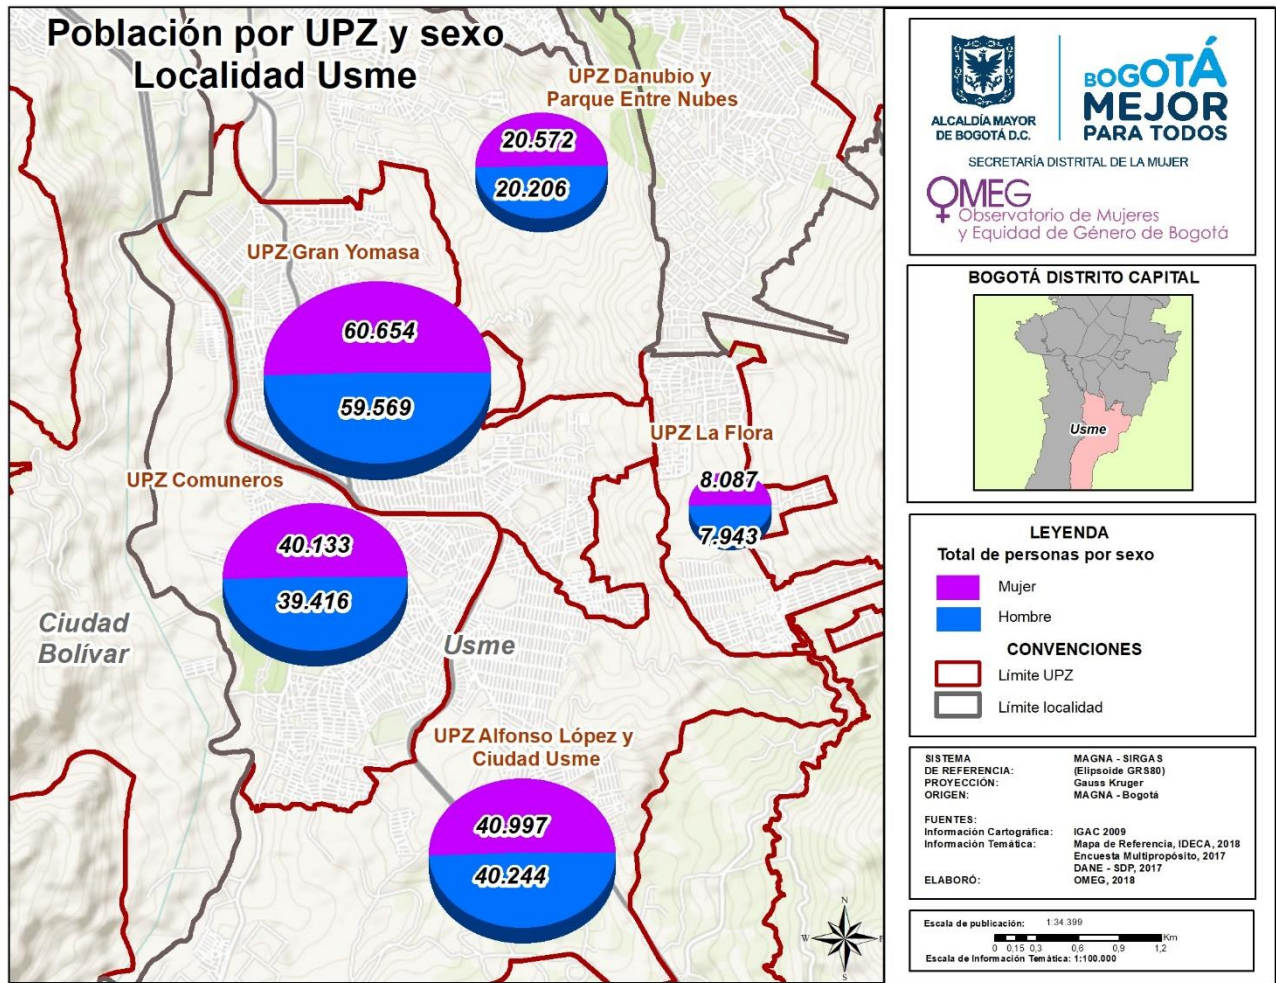 Población por UPZ y sexo
Localidad Usme
UPZ Danubio y
Parque Entre Nubes
20.572
20.206
UPZ Gran Yomasa
60.654
59.569
UPZ La Flora
8.087
7.943
UPZ Comuneros
40.133
39.416
Ciudad
Bolívar
Usme
UPZ Alfonso López y
Ciudad Usme
40.997
40.244
N
W
E
S
ALCALDÍA MAYOR
DE BOGOTÁ D.C.
BOGOTÁ
MEJOR
PARA TODOS
SECRETARÍA DISTRITAL DE LA MUJER
OMEG
Observatorio de Mujeres
y Equidad de Género de Bogotá
BOGOTÁ DISTRITO CAPITAL
Usme
LEYENDA
Total de personas por sexo
Mujer
Hombre
CONVENCIONES
Límite UPZ
Límite localidad
SISTEMA MAGNA - SIRGAS
DE REFERENCIA: (Elipsoide GRS80)
PROYECCIÓN: Gauss Kruger
ORIGEN: MAGNA - Bogotá
FUENTES:
Información Cartográfica: IGAC 2009
Información Temática: Mapa de Referencia, IDECA, 2018
Encuesta Multipropósito, 2017
DANE - SDP, 2017
ELABORÓ: OMEG, 2018
Escala de publicación: 1:34.399
Km
0 0,15 0,3 0,6 0,9 1,2
Escala de Información Temática: 1:100.000